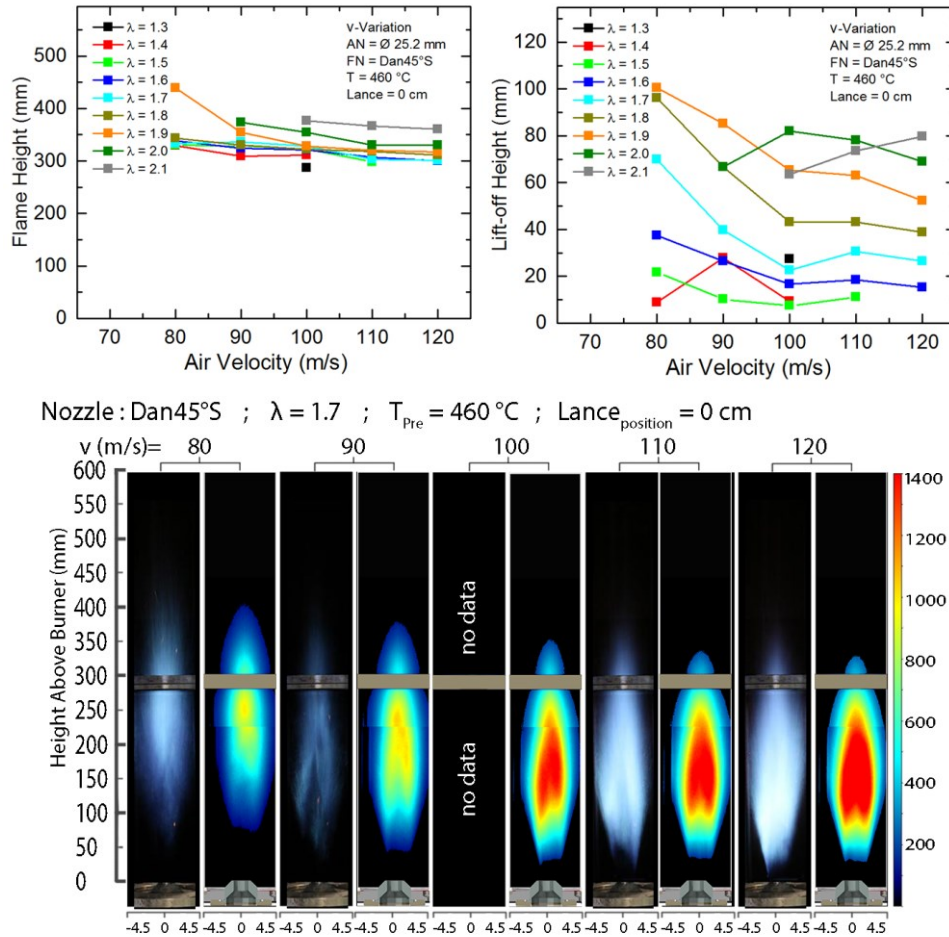 λ = 1.3
λ = 1.4
λ = 1.5
λ = 1.6
λ = 1.7
λ = 1.8
λ = 1.9
λ = 2.0
λ = 2.1
v-Variation
AN = Ø 25.2 mm
FN = Dan45°S
T = 460 °C
Lance = 0 cm
500
400
300
200
100
0
Flame Height (mm)
70 80 90 100 110 120
Air Velocity (m/s)
λ = 1.3
λ = 1.4
λ = 1.5
λ = 1.6
λ = 1.7
λ = 1.8
λ = 1.9
λ = 2.0
λ = 2.1
v-Variation
AN = Ø 25.2 mm
FN = Dan45°S
T = 460 °C
Lance = 0 cm
120
100
80
60
40
20
0
Lift-off Height (mm)
70 80 90 100 110 120
Air Velocity (m/s)
Nozzle : Dan45°S ; λ = 1.7 ; TPre = 460 °C ; Lanceposition = 0 cm
v (m/s)= 80 90 100 110 120
600
550
500
450
400
350
300
250
200
150
100
50
0
Height Above Burner (mm)
no data
no data
1400
1200
1000
800
600
400
200
-4.5 0 4.5 -4.5 0 4.5 -4.5 0 4.5 -4.5 0 4.5 -4.5 0 4.5 -4.5 0 4.5 -4.5 0 4.5 -4.5 0 4.5 -4.5 0 4.5 -4.5 0 4.5